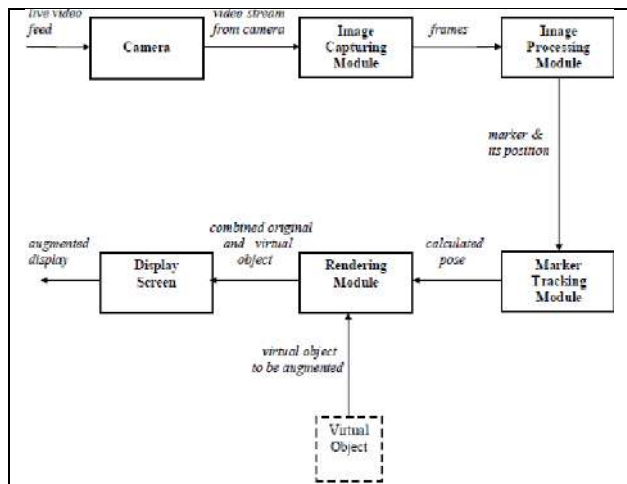 live video
feed
Camera
video stream
from camera
Image
Capturing
Module
frames
Image
Processing
Module
marker &
its position
Marker
Tracking
Module
calculated
pose
Rendering
Module
combined original
and virtual
object
Display
Screen
augmented
display
virtual object
to be augmented
Virtual
Object